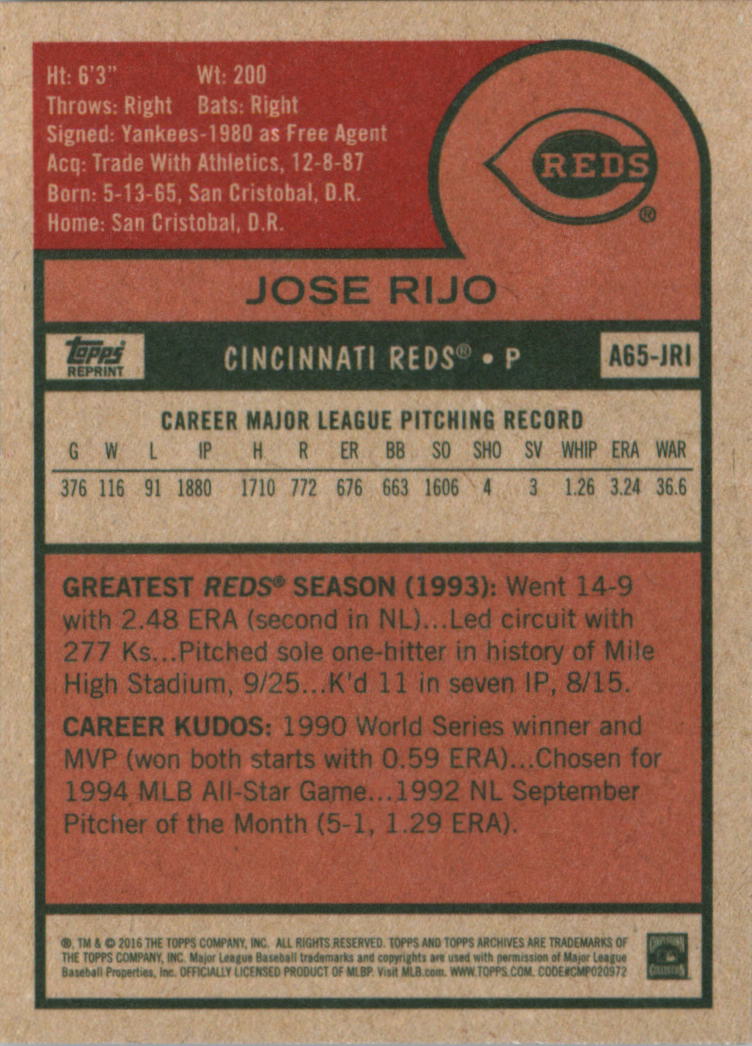 Ht: 6'3" Wt: 200
Throws: Right Bats: Right
Signed: Yankees-1980 as Free Agent
Acq: Trade With Athletics, 12-8-87
Born: 5-13-65, San Cristobal, D.R.
Home: San Cristobal, D.R.
REDS
®
JOSE RIJO
topps
REPRINT
CINCINNATI REDS® • P
A65-JRI
CAREER MAJOR LEAGUE PITCHING RECORD
G W L IP H R ER BB SO SHO SV WHIP ERA WAR
376 116 91 1880 1710 772 676 663 1606 4 3 1.26 3.24 36.6
GREATEST REDS® SEASON (1993): Went 14-9
with 2.48 ERA (second in NL)...Led circuit with
277 Ks...Pitched sole one-hitter in history of Mile
High Stadium, 9/25...K'd 11 in seven IP, 8/15.
CAREER KUDOS: 1990 World Series winner and
MVP (won both starts with 0.59 ERA)...Chosen for
1994 MLB All-Star Game...1992 NL September
Pitcher of the Month (5-1, 1.29 ERA).
®, TM & © 2016 THE TOPPS COMPANY, INC. ALL RIGHTS RESERVED. TOPPS AND TOPPS ARCHIVES ARE TRADEMARKS OF
THE TOPPS COMPANY, INC. Major League Baseball trademarks and copyrights are used with permission of Major League
Baseball Properties, Inc. OFFICIALLY LICENSED PRODUCT OF MLBP. Visit MLB.com. WWW.TOPPS.COM. CODE#CMP020972